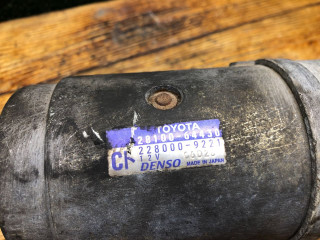 TOYOTA
28100-64430
CF 228000-9221
12V
DENSO MADE IN JAPAN